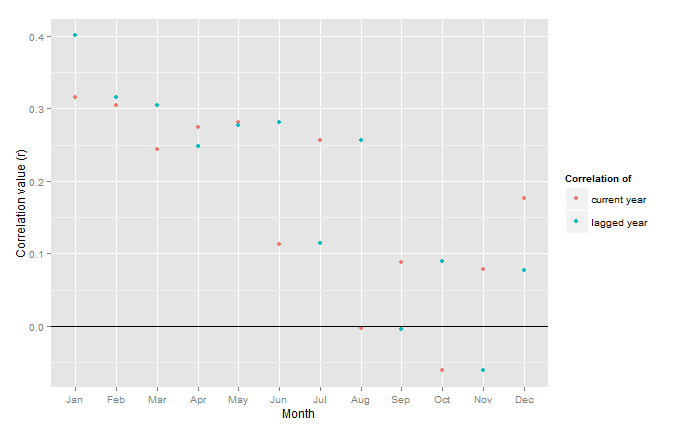 0.4
0.3
0.2
0.1
0.0
Correlation value (r)
Jan Feb Mar Apr May Jun Jul Aug Sep Oct Nov Dec
Month
Correlation of
current year
lagged year